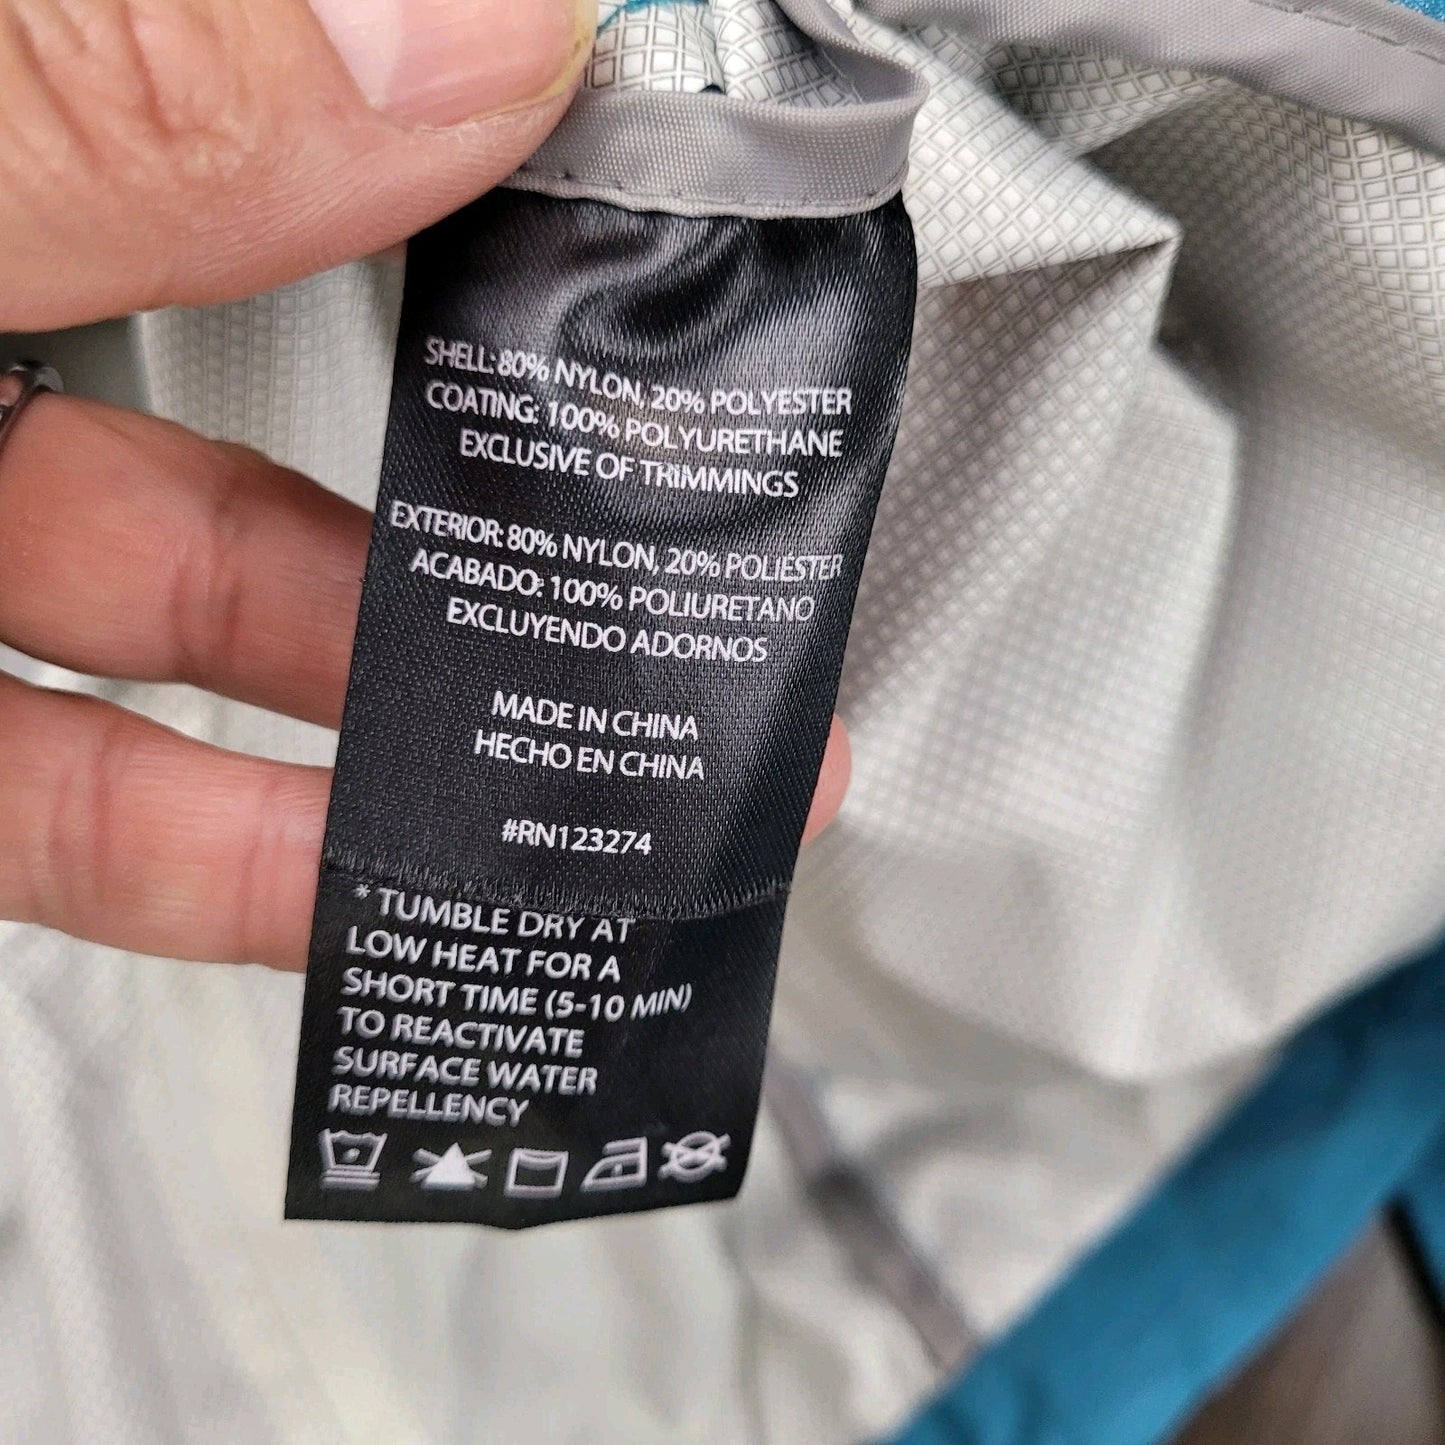 SHELL: 80% NYLON, 20% POLYESTER
COATING: 100% POLYURETHANE
EXCLUSIVE OF TRIMMINGS
EXTERIOR: 80% NYLON, 20% POLIÉSTER
ACABADO: 100% POLIURETANO
EXCLUYENDO ADORNOS
MADE IN CHINA
HECHO EN CHINA
#RN123274
* TUMBLE DRY AT
LOW HEAT FOR A
SHORT TIME (5-10 MIN)
TO REACTIVATE
SURFACE WATER
REPELLENCY